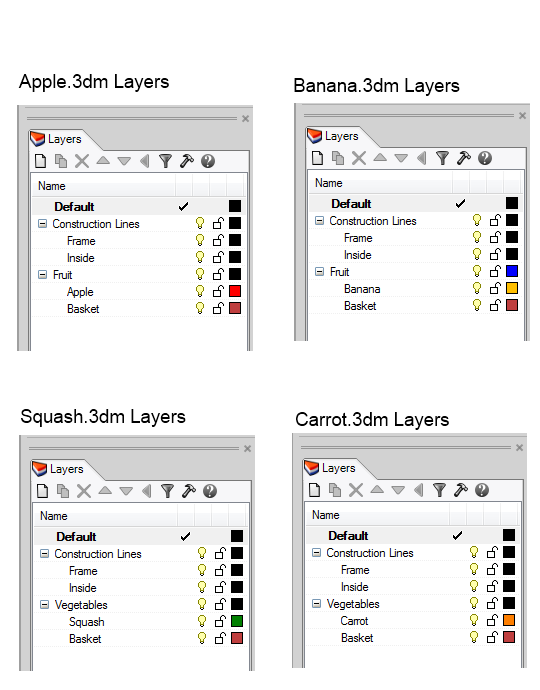 Apple.3dm Layers
Layers
Name
Default
Construction Lines
Frame
Inside
Fruit
Apple
Basket
Banana.3dm Layers
Layers
Name
Default
Construction Lines
Frame
Inside
Fruit
Banana
Basket
Squash.3dm Layers
Layers
Name
Default
Construction Lines
Frame
Inside
Vegetables
Squash
Basket
Carrot.3dm Layers
Layers
Name
Default
Construction Lines
Frame
Inside
Vegetables
Carrot
Basket